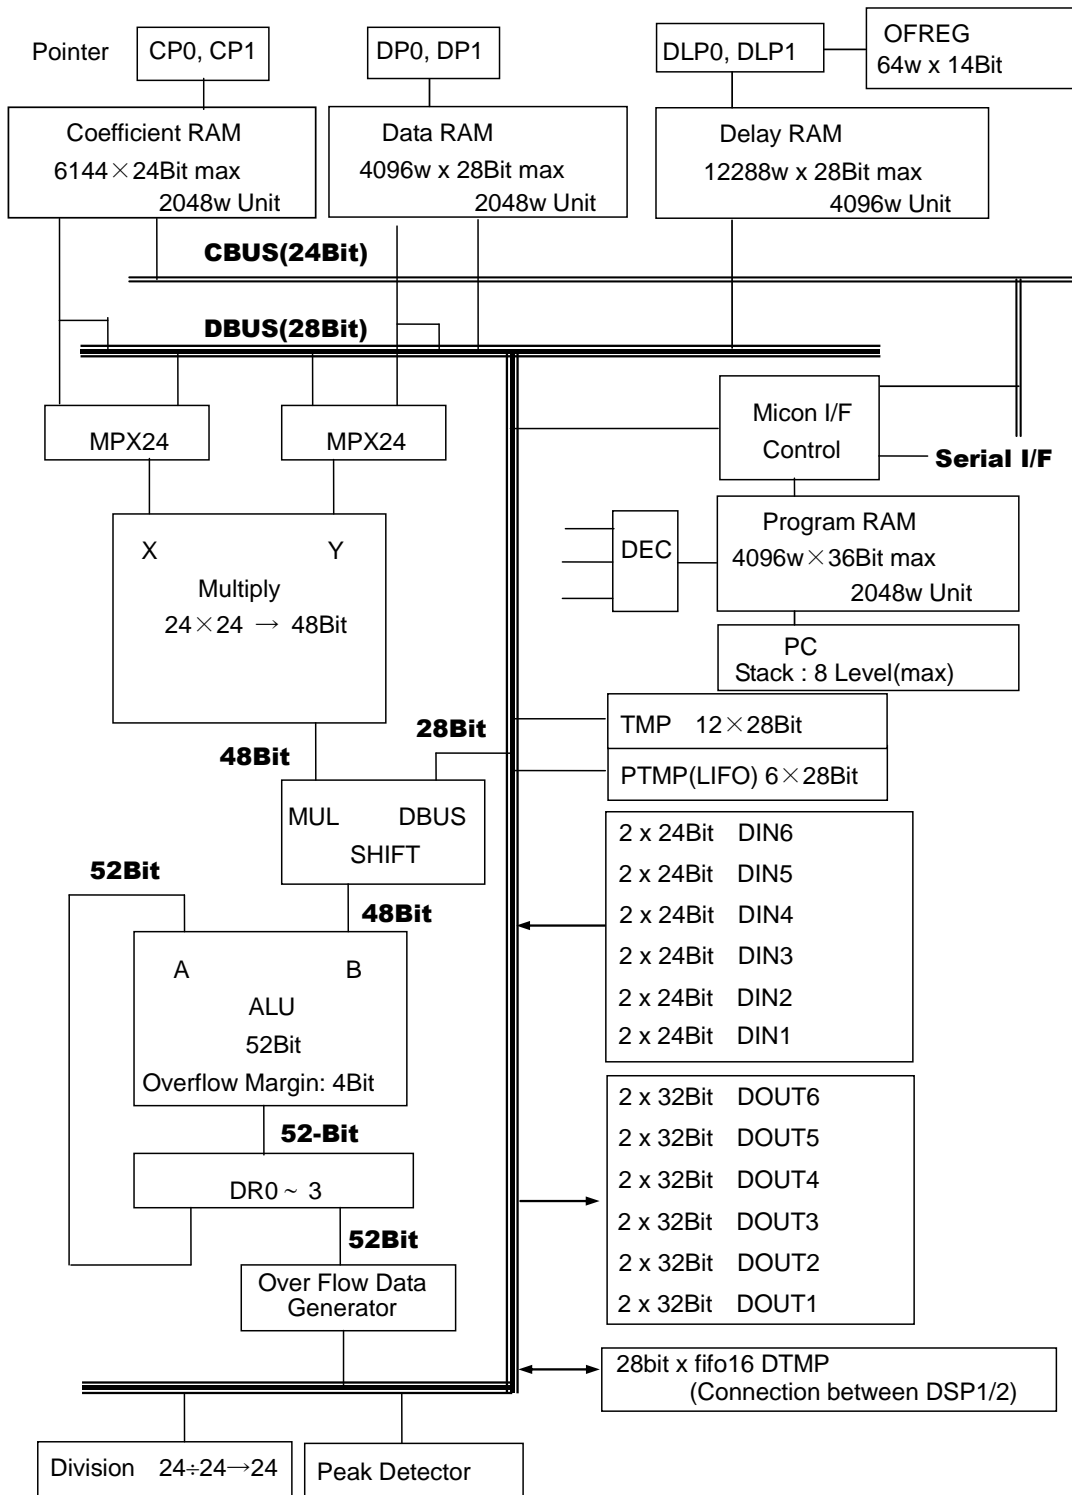 Pointer
CP0, CP1
DP0, DP1
DLP0, DLP1
OFREG
64w x 14Bit
Coefficient RAM
6144×24Bit max
2048w Unit
Data RAM
4096w x 28Bit max
2048w Unit
Delay RAM
12288w x 28Bit max
4096w Unit
CBUS(24Bit)
DBUS(28Bit)
MPX24
MPX24
Micon I/F
Control
Serial I/F
X Y
Multiply
24×24 → 48Bit
DEC
Program RAM
4096w×36Bit max
2048w Unit
PC
Stack : 8 Level(max)
48Bit
28Bit
TMP 12×28Bit
PTMP(LIFO) 6×28Bit
MUL DBUS
SHIFT
52Bit
48Bit
2 x 24Bit DIN6
2 x 24Bit DIN5
2 x 24Bit DIN4
2 x 24Bit DIN3
2 x 24Bit DIN2
2 x 24Bit DIN1
A B
ALU
52Bit
Overflow Margin: 4Bit
52-Bit
DR0 ~ 3
52Bit
Over Flow Data
Generator
2 x 32Bit DOUT6
2 x 32Bit DOUT5
2 x 32Bit DOUT4
2 x 32Bit DOUT3
2 x 32Bit DOUT2
2 x 32Bit DOUT1
28bit x fifo16 DTMP
(Connection between DSP1/2)
Division 24÷24→24
Peak Detector